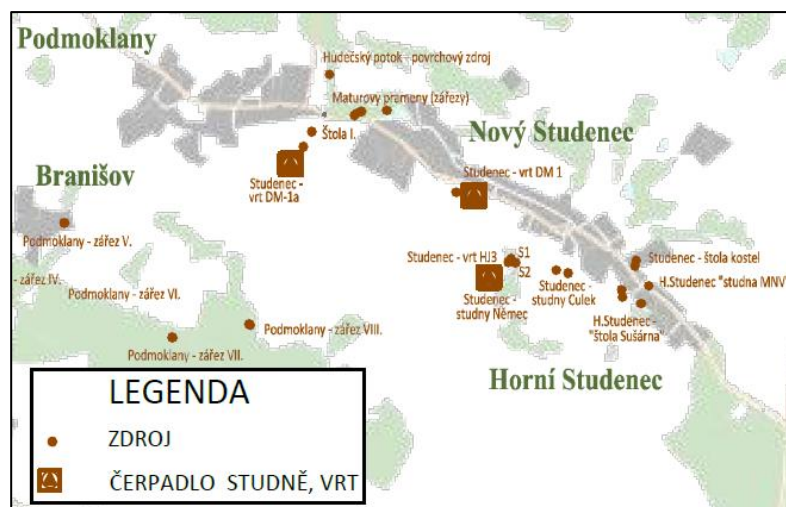 Podmoklany
Hudečský potok - povrchový zdroj
Maturovy prameny (zářezy)
Štola I.
Nový Studenec
Studenec - vrt DM 1
Studenec -
vrt DM-1a
Branišov
Podmoklany - zářez V.
Studenec - vrt HJ3
S1
S2
Studenec - štola kostel
- zářez IV.
Podmoklany - zářez VI.
Studenec -
studny Němec
Studenec -
studny Culek
H.Studenec "studna MNV
H.Studenec -
"štola Sušárna"
Podmoklany - zářez VIII.
Podmoklany - zářez VII.
Horní Studenec
LEGENDA
ZDROJ
ČERPADLO STUDNĚ, VRT